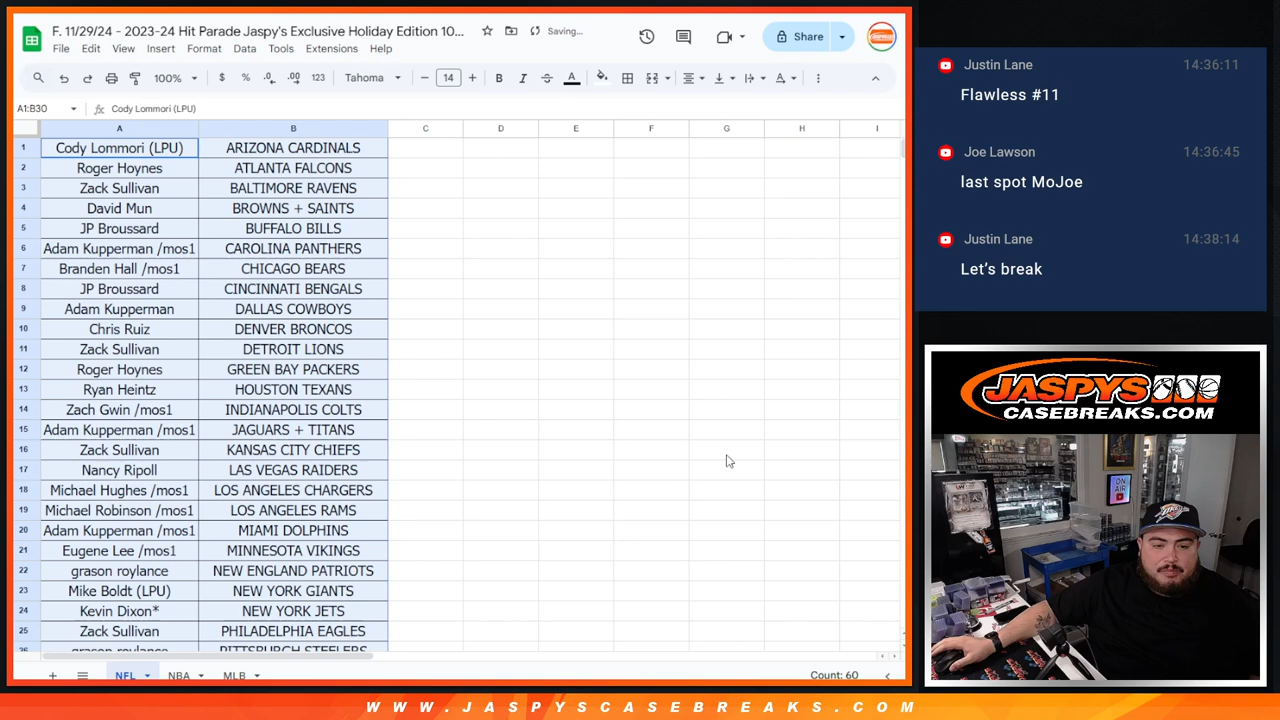 F. 11/29/24 - 2023-24 Hit Parade Jaspy's Exclusive Holiday Edition 10...
Saving...
File Edit View Insert Format Data Tools Extensions Help
Share
100% $ % .0 .00 123 Tahoma 14 B I A
A1:B30 fx Cody Lommori (LPU)
A B C D E F G H I
1 Cody Lommori (LPU) ARIZONA CARDINALS
2 Roger Hoynes ATLANTA FALCONS
3 Zack Sullivan BALTIMORE RAVENS
4 David Mun BROWNS + SAINTS
5 JP Broussard BUFFALO BILLS
6 Adam Kupperman /mos1 CAROLINA PANTHERS
7 Branden Hall /mos1 CHICAGO BEARS
8 JP Broussard CINCINNATI BENGALS
9 Adam Kupperman DALLAS COWBOYS
10 Chris Ruiz DENVER BRONCOS
11 Zack Sullivan DETROIT LIONS
12 Roger Hoynes GREEN BAY PACKERS
13 Ryan Heintz HOUSTON TEXANS
14 Zach Gwin /mos1 INDIANAPOLIS COLTS
15 Adam Kupperman /mos1 JAGUARS + TITANS
16 Zack Sullivan KANSAS CITY CHIEFS
17 Nancy Ripoll LAS VEGAS RAIDERS
18 Michael Hughes /mos1 LOS ANGELES CHARGERS
19 Michael Robinson /mos1 LOS ANGELES RAMS
20 Adam Kupperman /mos1 MIAMI DOLPHINS
21 Eugene Lee /mos1 MINNESOTA VIKINGS
22 grason roylance NEW ENGLAND PATRIOTS
23 Mike Boldt (LPU) NEW YORK GIANTS
24 Kevin Dixon* NEW YORK JETS
25 Zack Sullivan PHILADELPHIA EAGLES
26 grason roylance PITTSBURGH STEELERS
NFL NBA MLB Count: 60
Justin Lane 14:36:11
Flawless #11
Joe Lawson 14:36:45
last spot MoJoe
Justin Lane 14:38:14
Let's break
JASPYS
CASEBREAKS.COM
ON
AIR
WWW.JASPYSCASEBREAKS.COM